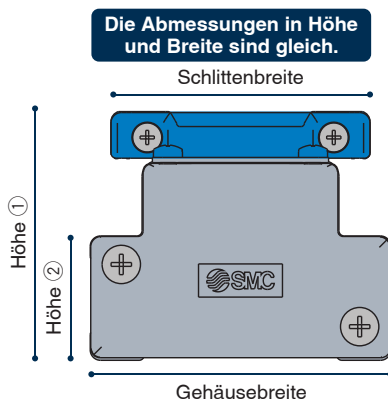 Die Abmessungen in Höhe
und Breite sind gleich.
Schlittenbreite
Höhe ①
Höhe ②
SMC
Gehäusebreite